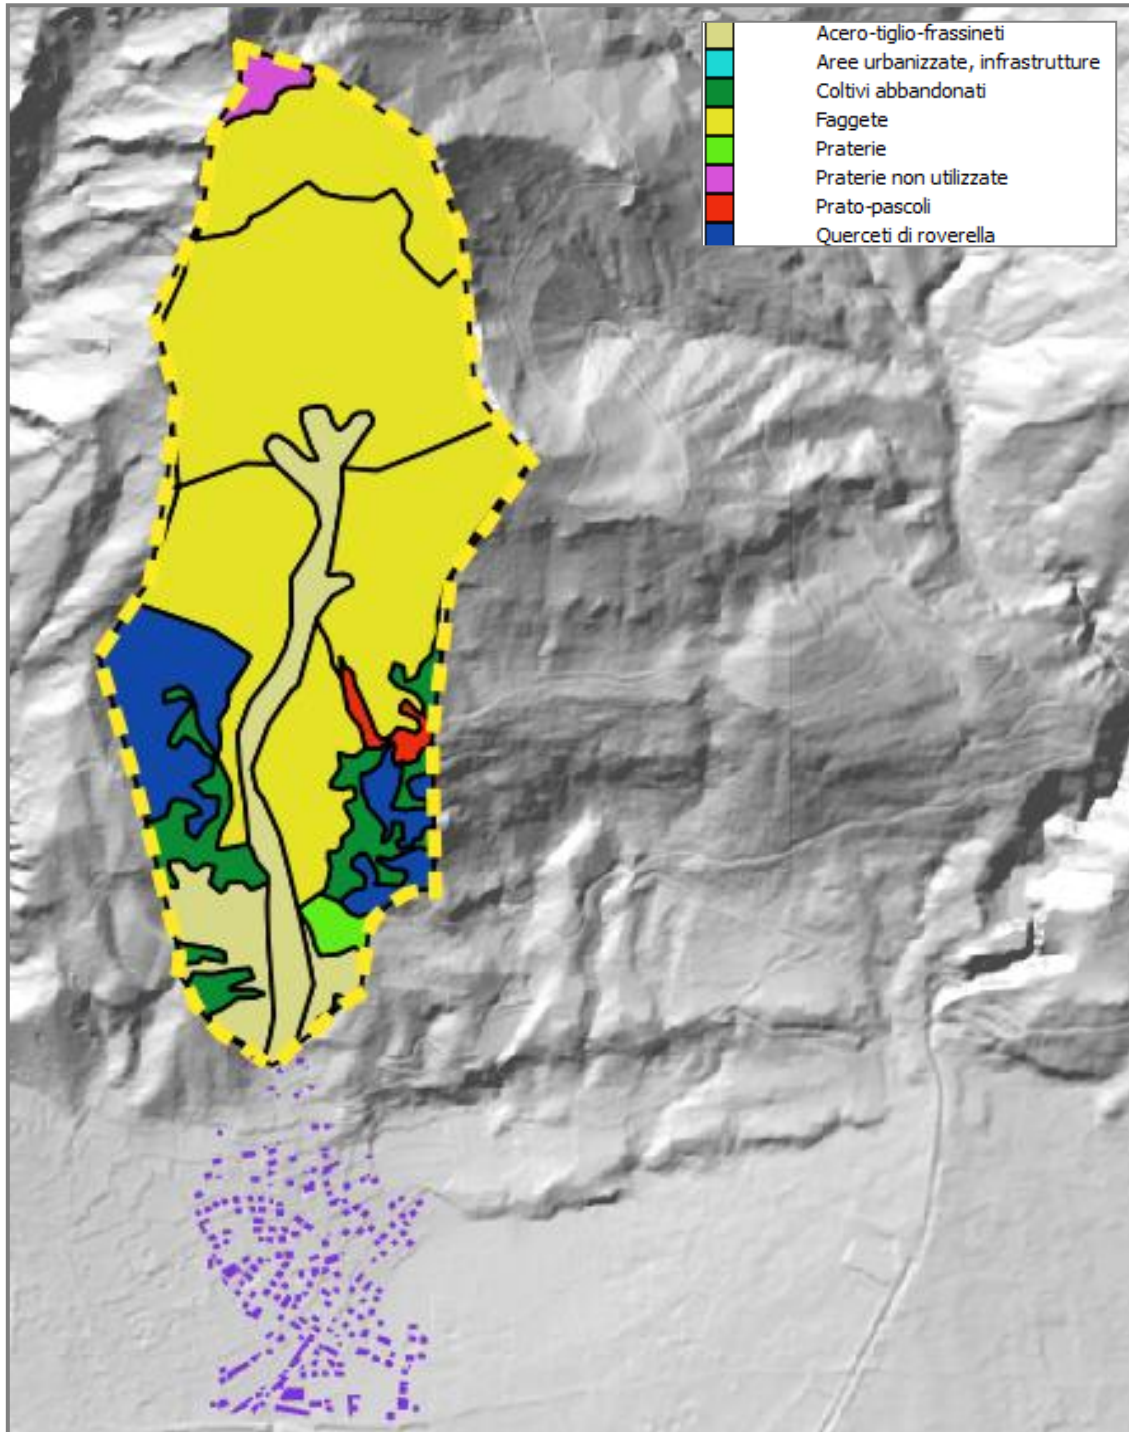 Acero-tiglio-frassineti
Aree urbanizzate, infrastrutture
Coltivi abbandonati
Faggete
Praterie
Praterie non utilizzate
Prato-pascoli
Querceti di roverella